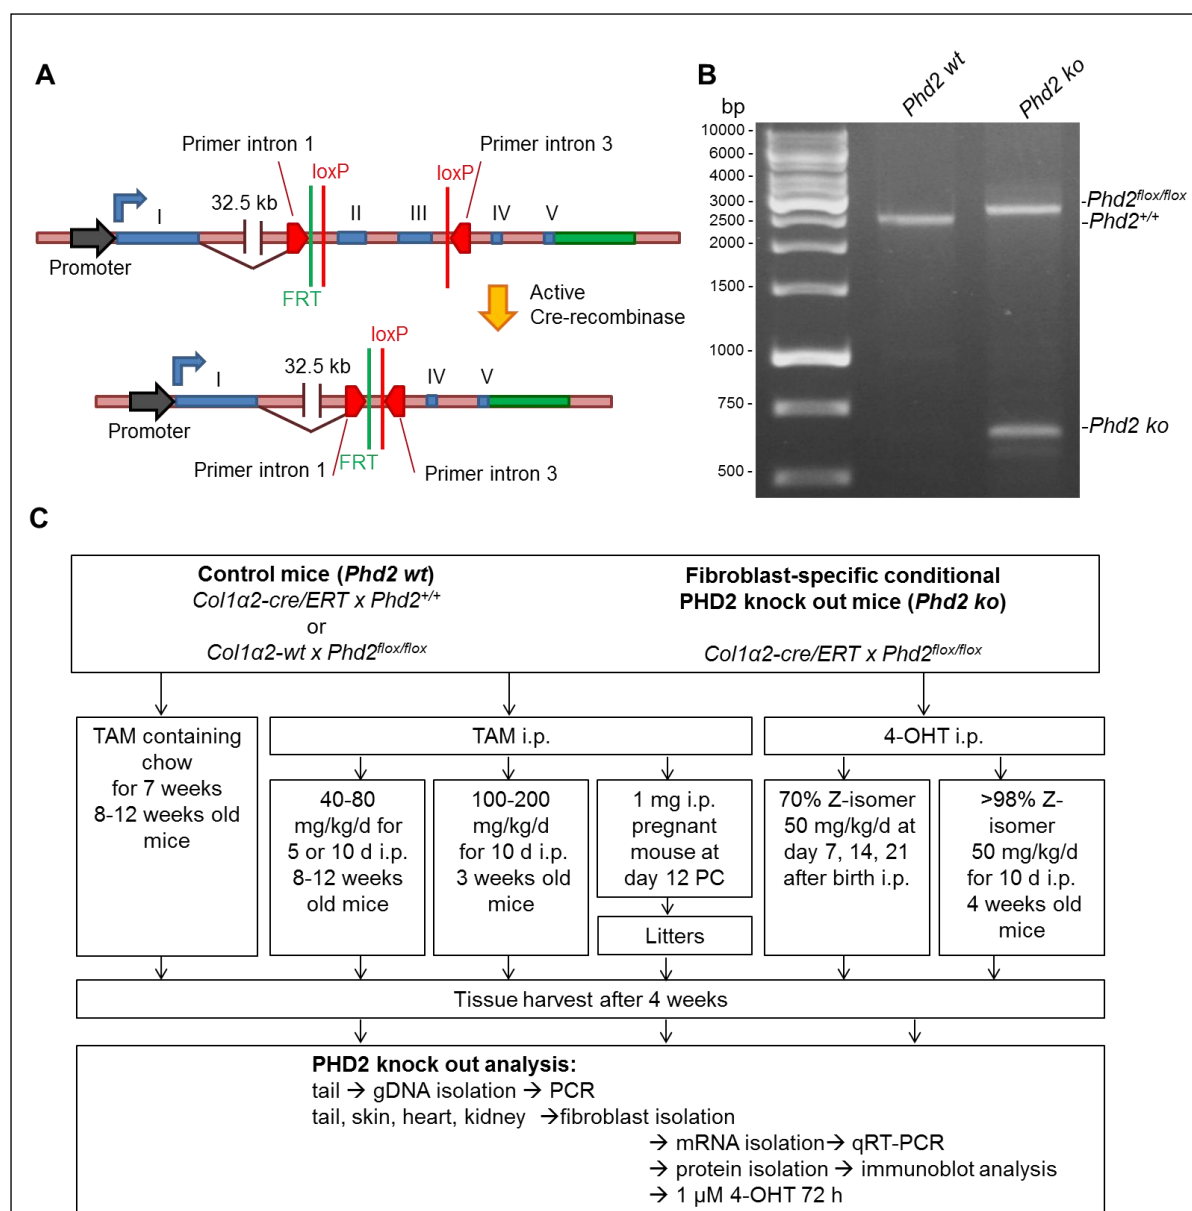 A
Primer intron 1
Primer intron 3
loxP
loxP
32.5 kb
I
II
III
IV
V
Promoter
FRT
Active
Cre-recombinase
loxP
32.5 kb
I
IV
V
Promoter
Primer intron 1
FRT
Primer intron 3
B
bp
Phd2 wt
Phd2 ko
10000 -
6000 -
4000 -
3000 -
2500 -
2000 -
1500 -
1000 -
750 -
500 -
-Phd2flox/flox
-Phd2+/+
-Phd2 ko
C
Control mice (Phd2 wt)
Col1α2-cre/ERT x Phd2+/+
or
Col1α2-wt x Phd2flox/flox
Fibroblast-specific conditional
PHD2 knock out mice (Phd2 ko)
Col1α2-cre/ERT x Phd2flox/flox
TAM containing
chow
for 7 weeks
8-12 weeks old
mice
TAM i.p.
4-OHT i.p.
40-80
mg/kg/d for
5 or 10 d i.p.
8-12 weeks
old mice
100-200
mg/kg/d
for 10 d i.p.
3 weeks old
mice
1 mg i.p.
pregnant
mouse at
day 12 PC
Litters
70% Z-isomer
50 mg/kg/d at
day 7, 14, 21
after birth i.p.
>98% Z-
isomer
50 mg/kg/d
for 10 d i.p.
4 weeks old
mice
Tissue harvest after 4 weeks
PHD2 knock out analysis:
tail → gDNA isolation → PCR
tail, skin, heart, kidney →fibroblast isolation
→ mRNA isolation→ qRT-PCR
→ protein isolation → immunoblot analysis
→ 1 µM 4-OHT 72 h